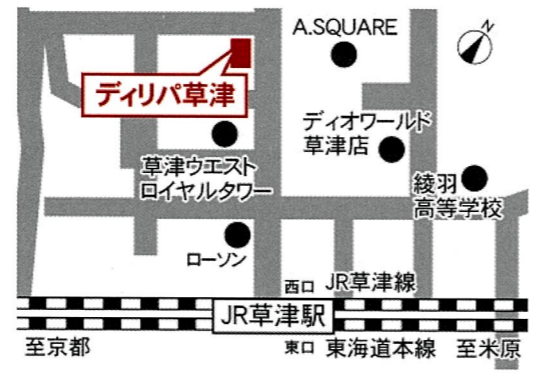 A.SQUARE
N
ディリパ草津
ディオワールド
草津店
草津ウエスト
ロイヤルタワー
綾羽
高等学校
ローソン
西口 JR草津線
JR草津駅
至京都
東口 東海道本線 至米原